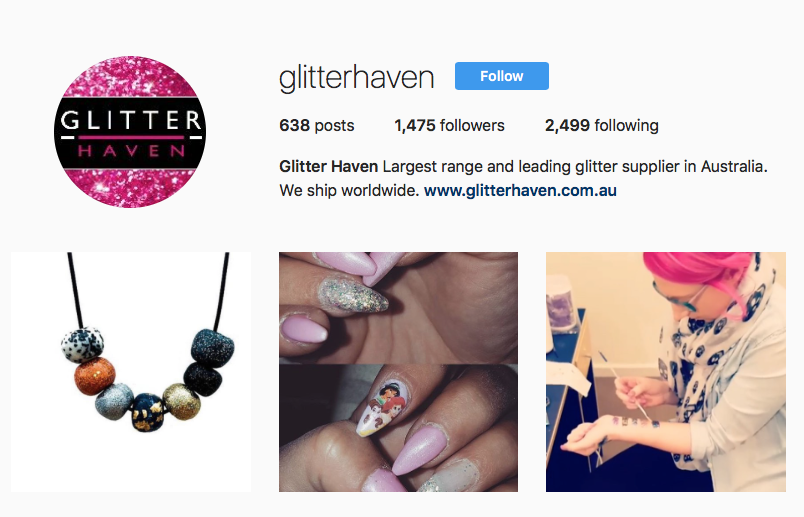 GLITTER
HAVEN
glitterhaven Follow
638 posts 1,475 followers 2,499 following
Glitter Haven Largest range and leading glitter supplier in Australia.
We ship worldwide. www.glitterhaven.com.au